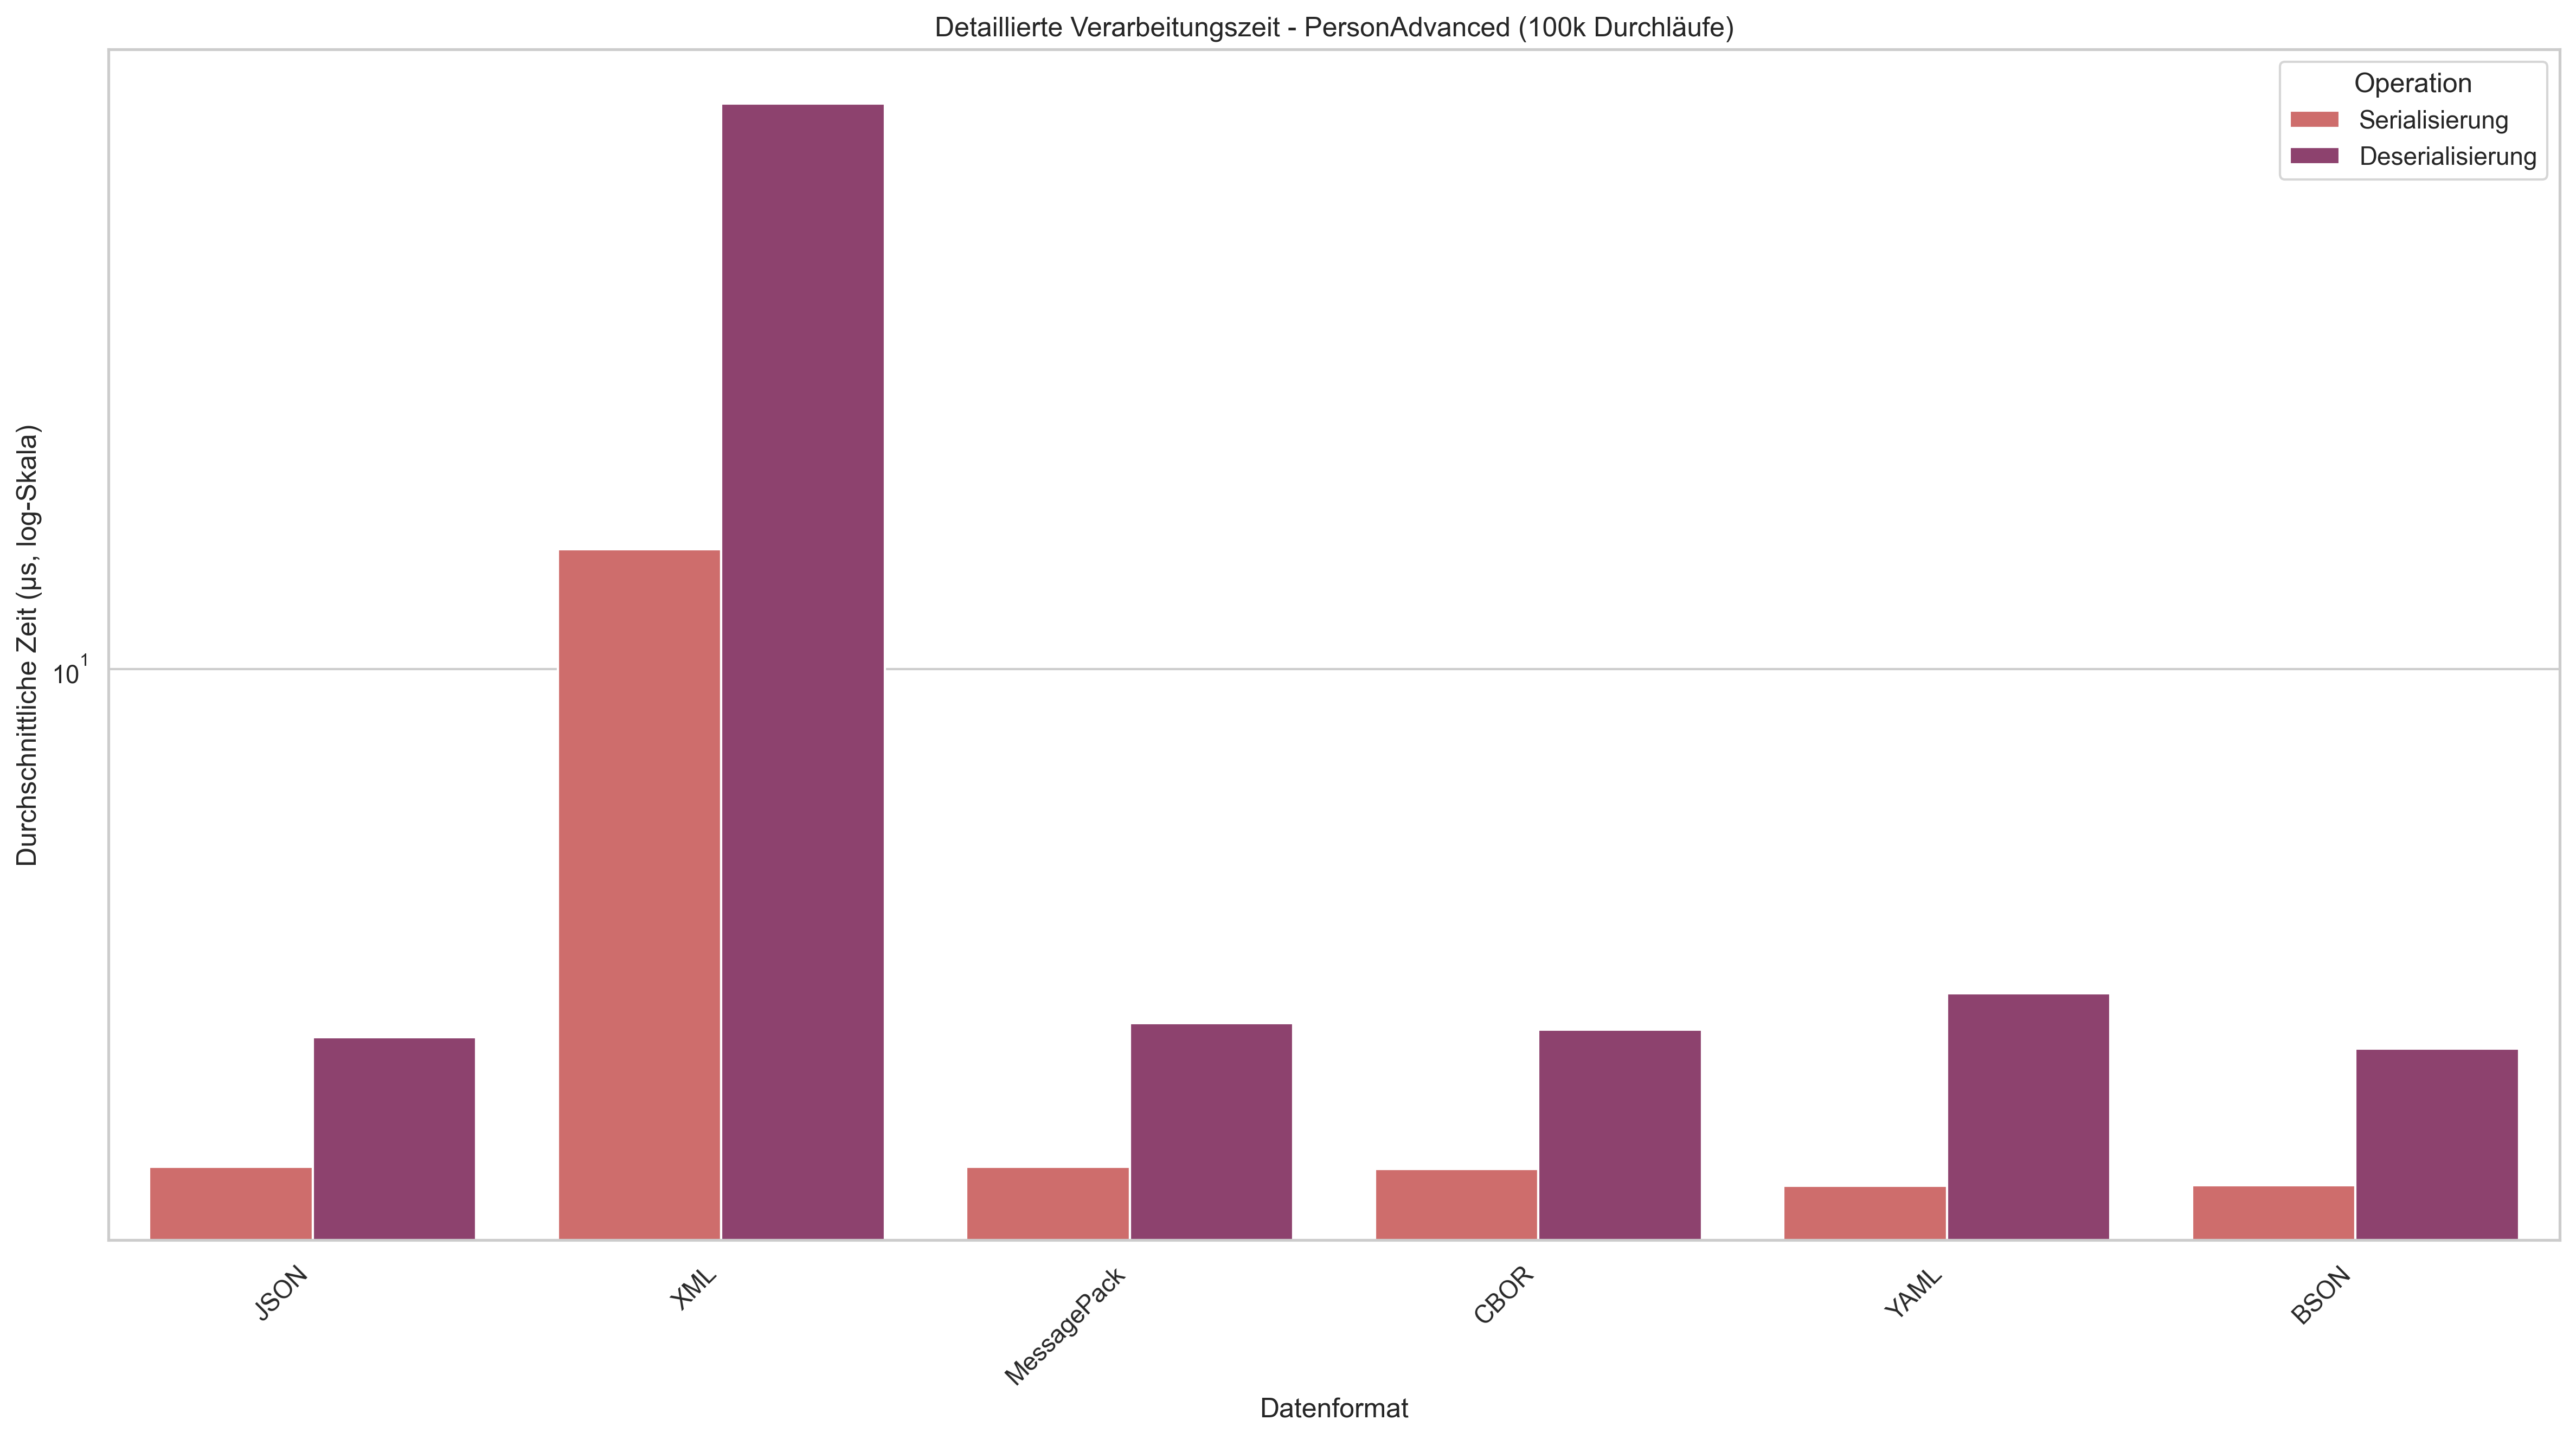 Detaillierte Verarbeitungszeit - PersonAdvanced (100k Durchläufe)
Operation
Serialisierung
Deserialisierung
Durchschnittliche Zeit (µs, log-Skala)
10¹
JSON
XML
MessagePack
CBOR
YAML
BSON
Datenformat